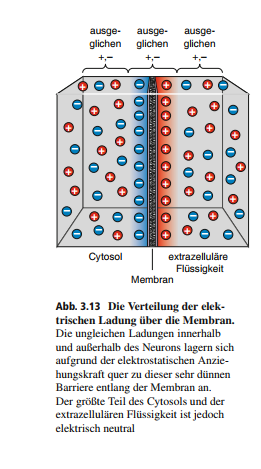 ausge- ausge- ausge-
glichen glichen glichen
+,– +,– +,–
Cytosol extrazelluläre
Flüssigkeit
Membran
Abb. 3.13 Die Verteilung der elek-
trischen Ladung über die Membran.
Die ungleichen Ladungen innerhalb
und außerhalb des Neurons lagern sich
aufgrund der elektrostatischen Anzie-
hungskraft quer zu dieser sehr dünnen
Barriere entlang der Membran an.
Der größte Teil des Cytosols und der
extrazellulären Flüssigkeit ist jedoch
elektrisch neutral